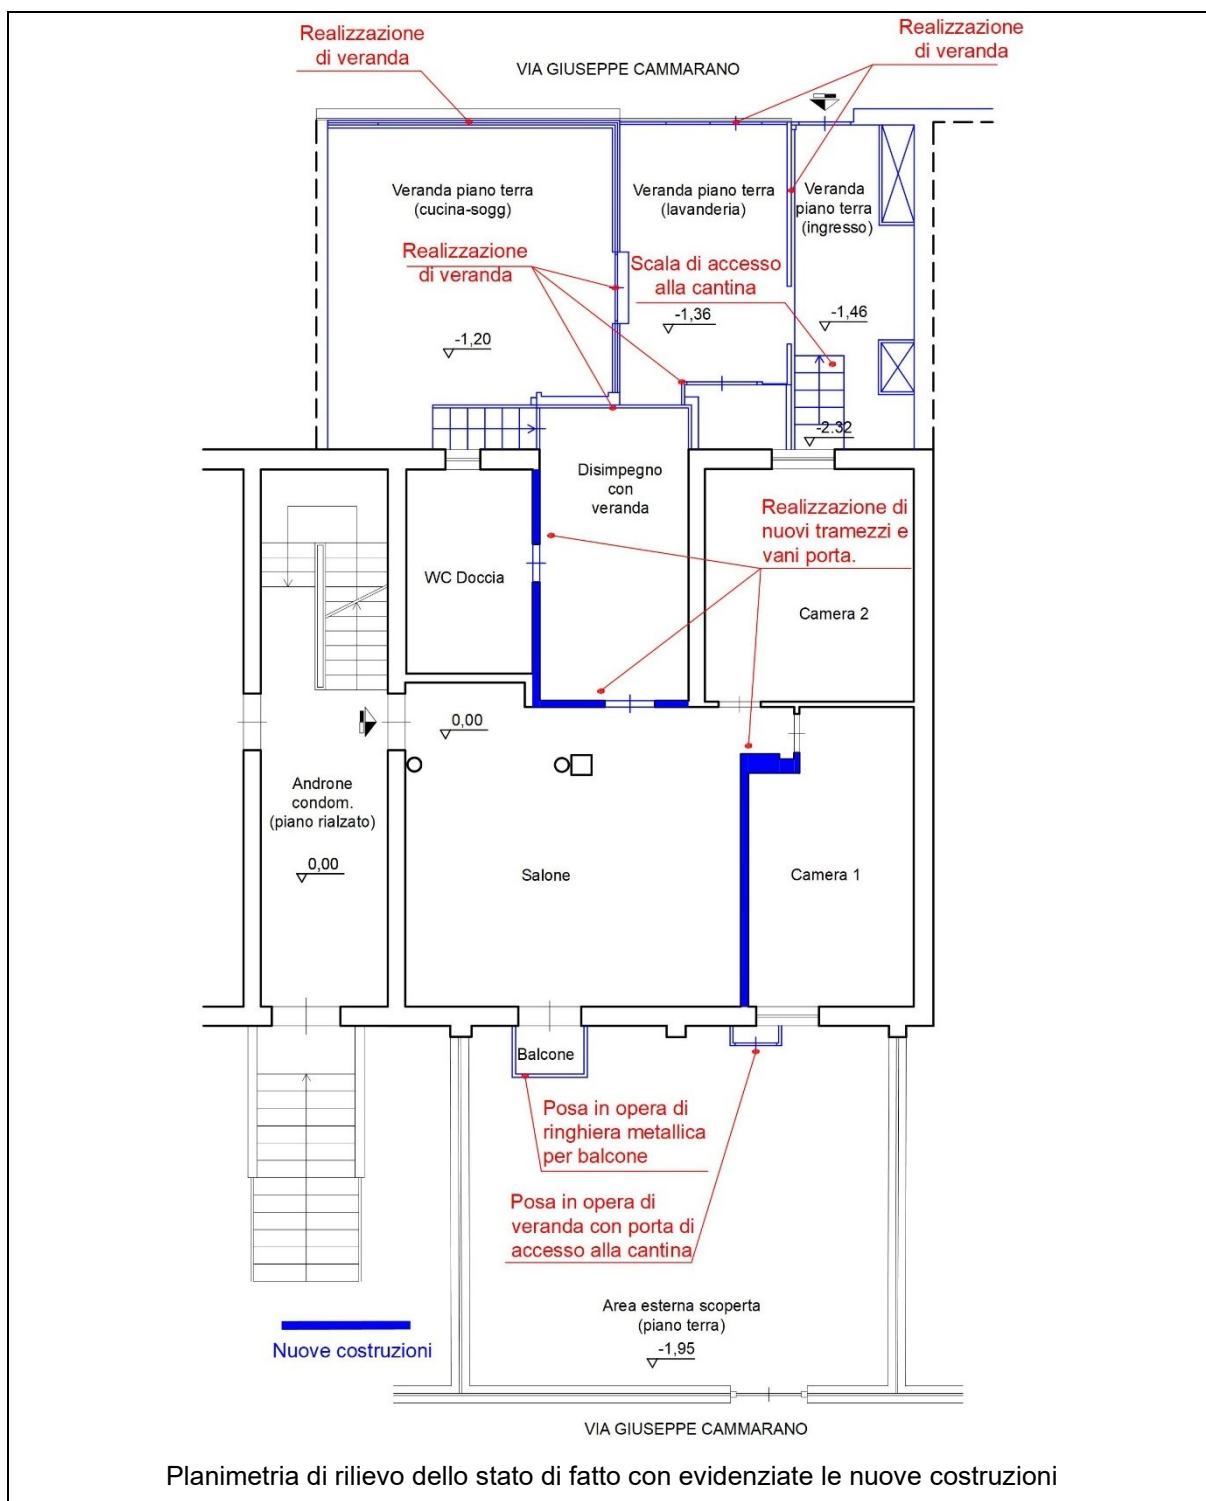 Realizzazione
di veranda
Realizzazione
di veranda
VIA GIUSEPPE CAMMARANO
Veranda piano terra
(cucina-sogg)
Veranda piano terra
(lavanderia)
Veranda
piano terra
(ingresso)
Realizzazione
di veranda
Scala di accesso
alla cantina
-1,20
-1,36
-1,46
-2.32
Disimpegno
con
veranda
Realizzazione di
nuovi tramezzi e
vani porta.
WC Doccia
Camera 2
0,00
Androne
condom.
(piano rialzato)
0,00
Salone
Camera 1
Balcone
Posa in opera di
ringhiera metallica
per balcone
Posa in opera di
veranda con porta di
accesso alla cantina
Area esterna scoperta
(piano terra)
-1,95
Nuove costruzioni
VIA GIUSEPPE CAMMARANO
Planimetria di rilievo dello stato di fatto con evidenziate le nuove costruzioni